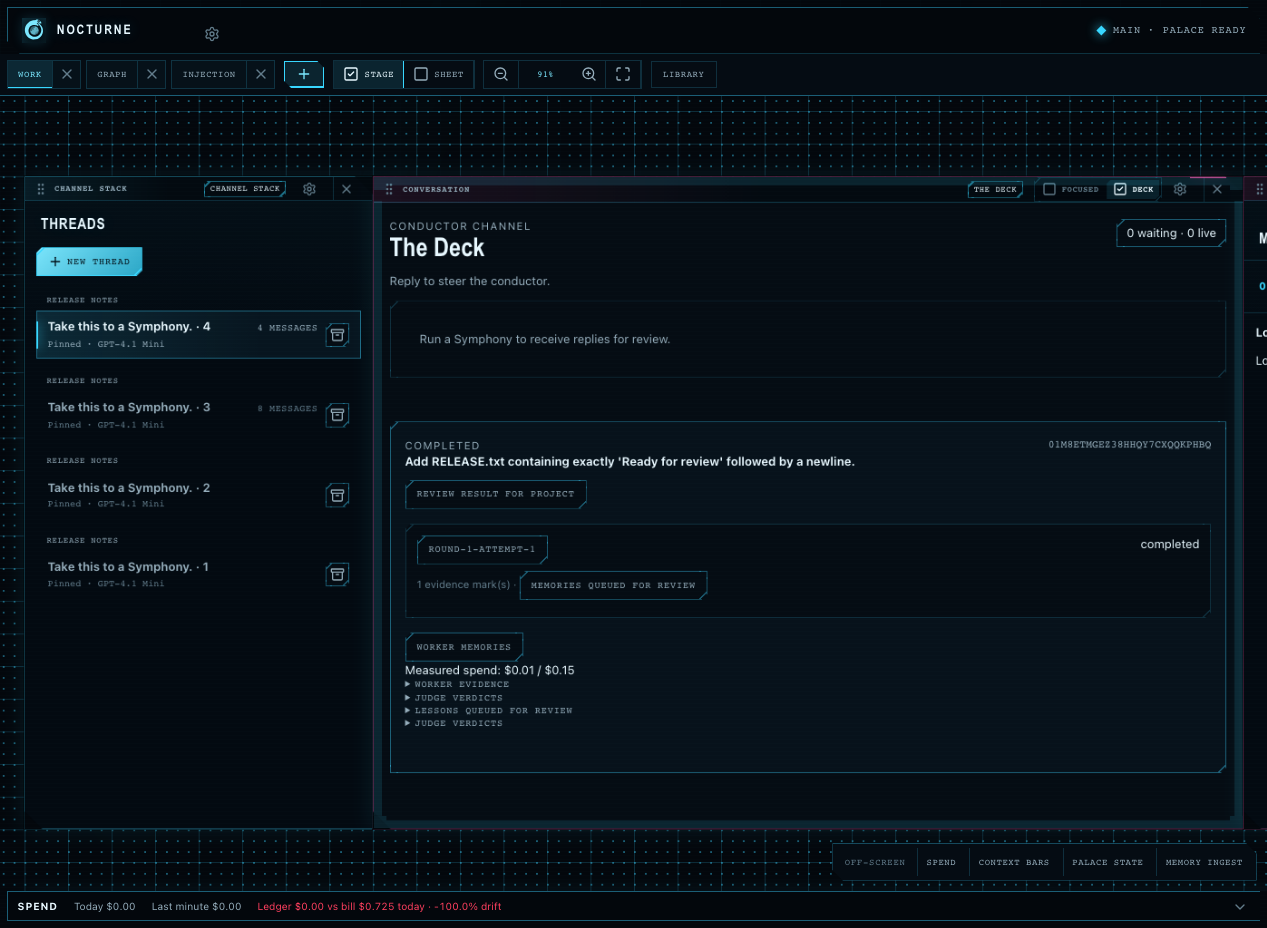 NOCTURNE
MAIN · PALACE READY
WORK
GRAPH
INJECTION
STAGE
SHEET
91%
LIBRARY
CHANNEL STACK
CHANNEL STACK
THREADS
NEW THREAD
RELEASE NOTES
Take this to a Symphony. · 4
4 MESSAGES
Pinned · GPT-4.1 Mini
RELEASE NOTES
Take this to a Symphony. · 3
8 MESSAGES
Pinned · GPT-4.1 Mini
RELEASE NOTES
Take this to a Symphony. · 2
Pinned · GPT-4.1 Mini
RELEASE NOTES
Take this to a Symphony. · 1
Pinned · GPT-4.1 Mini
CONVERSATION
THE DECK
FOCUSED
DECK
CONDUCTOR CHANNEL
The Deck
0 waiting · 0 live
Reply to steer the conductor.
Run a Symphony to receive replies for review.
COMPLETED
01M8ETMGEZ38HHQY7CXQQKPHBQ
Add RELEASE.txt containing exactly 'Ready for review' followed by a newline.
REVIEW RESULT FOR PROJECT
ROUND-1-ATTEMPT-1
completed
1 evidence mark(s) · MEMORIES QUEUED FOR REVIEW
WORKER MEMORIES
Measured spend: $0.01 / $0.15
WORKER EVIDENCE
JUDGE VERDICTS
LESSONS QUEUED FOR REVIEW
JUDGE VERDICTS
M
0
Lo
Lo
OFF-SCREEN
SPEND
CONTEXT BARS
PALACE STATE
MEMORY INGEST
SPEND
Today $0.00
Last minute $0.00
Ledger $0.00 vs bill $0.725 today · -100.0% drift